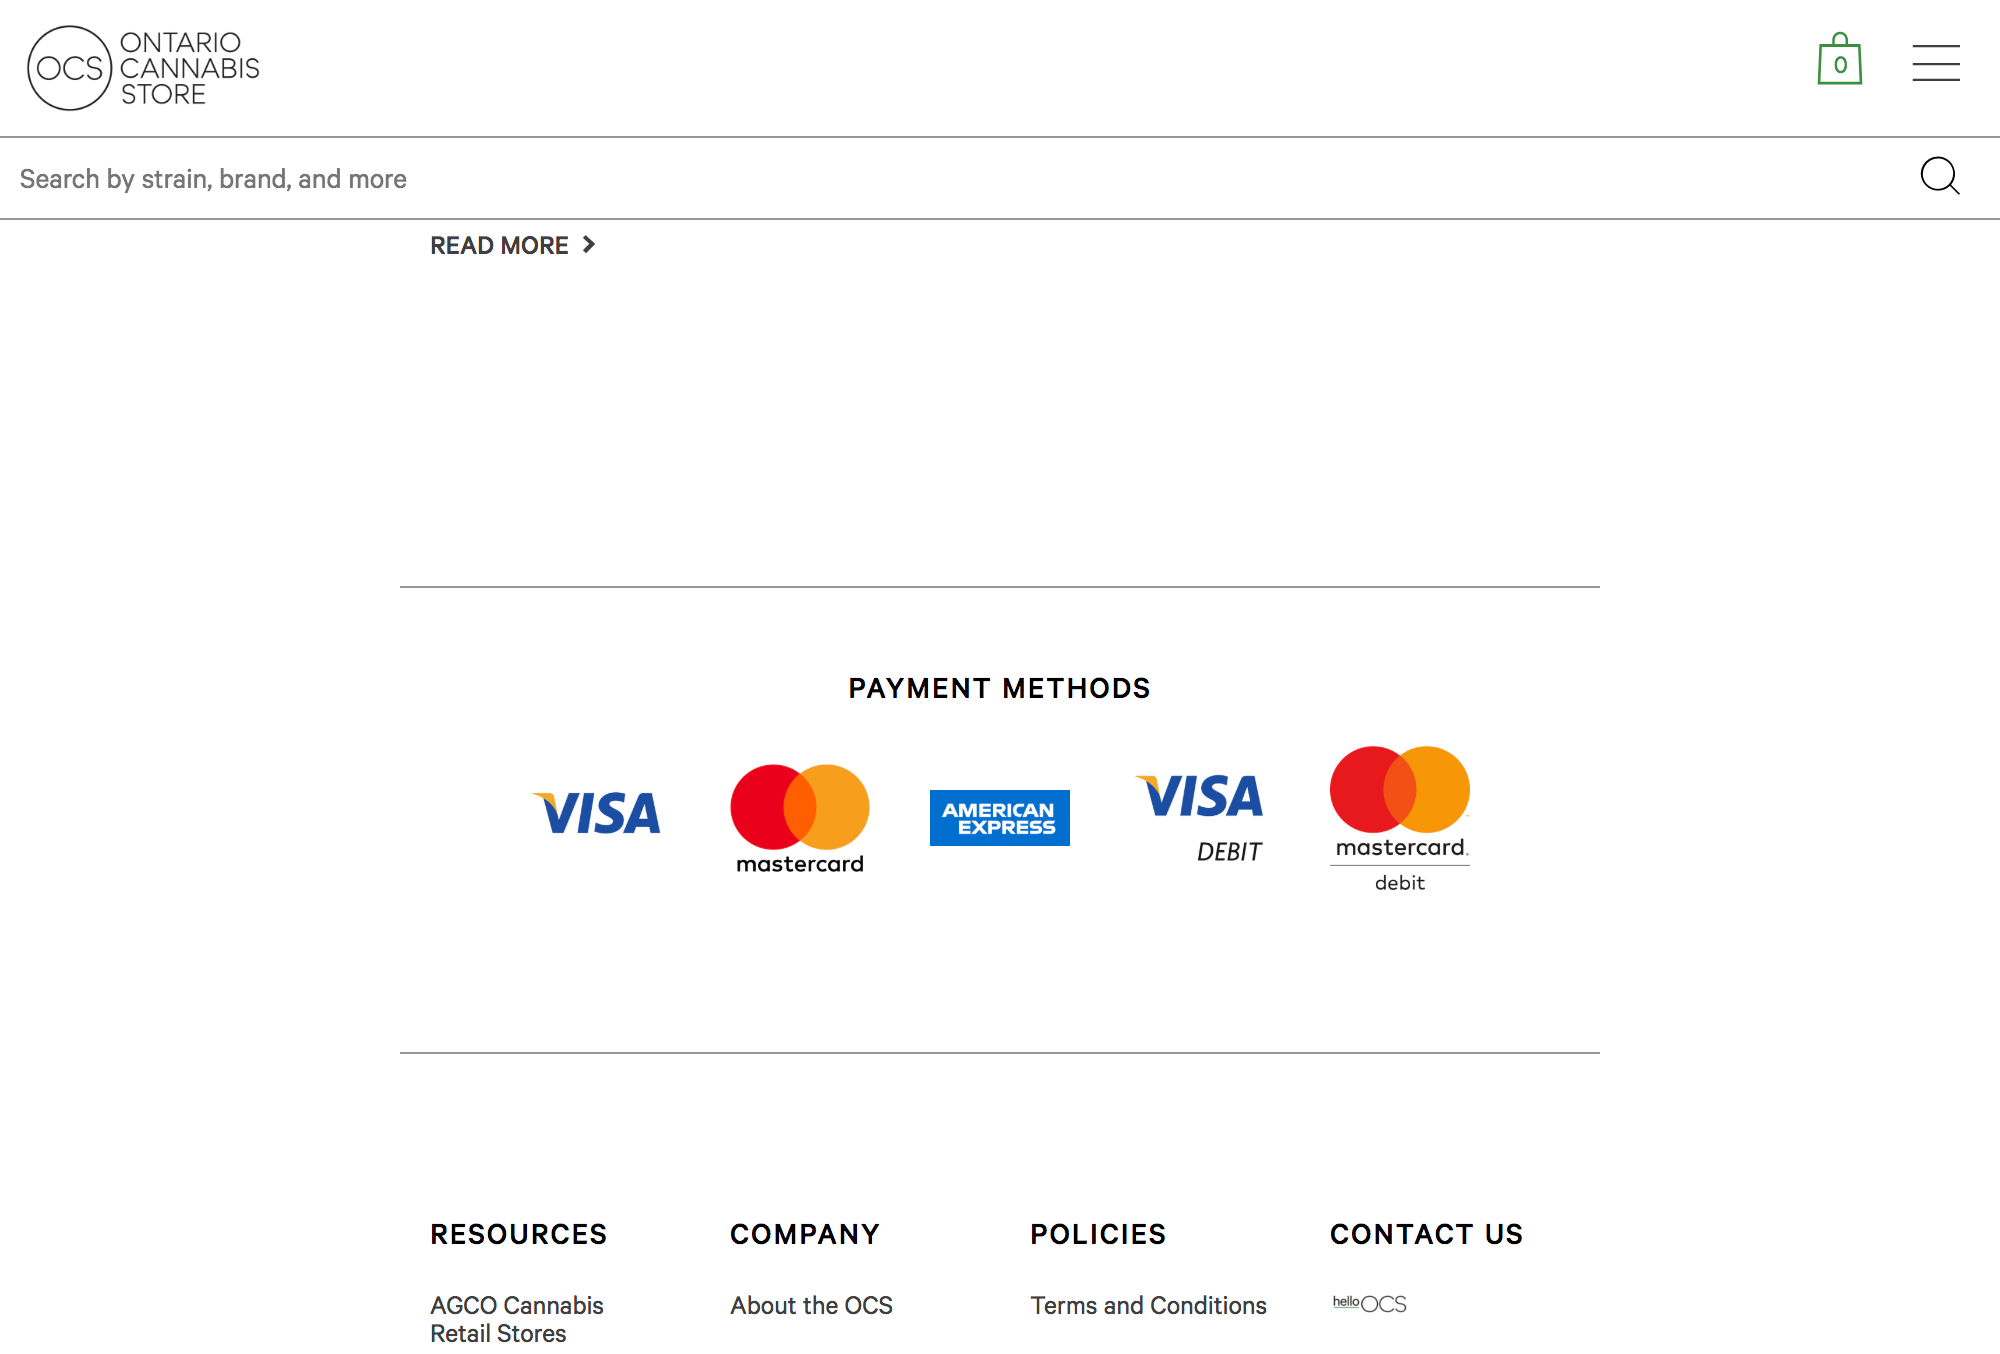 OCS
ONTARIO
CANNABIS
STORE
0
Search by strain, brand, and more
READ MORE
PAYMENT METHODS
VISA
mastercard
AMERICAN
EXPRESS
VISA
DEBIT
mastercard.
debit
RESOURCES
COMPANY
POLICIES
CONTACT US
AGCO Cannabis
Retail Stores
About the OCS
Terms and Conditions
helloOCS